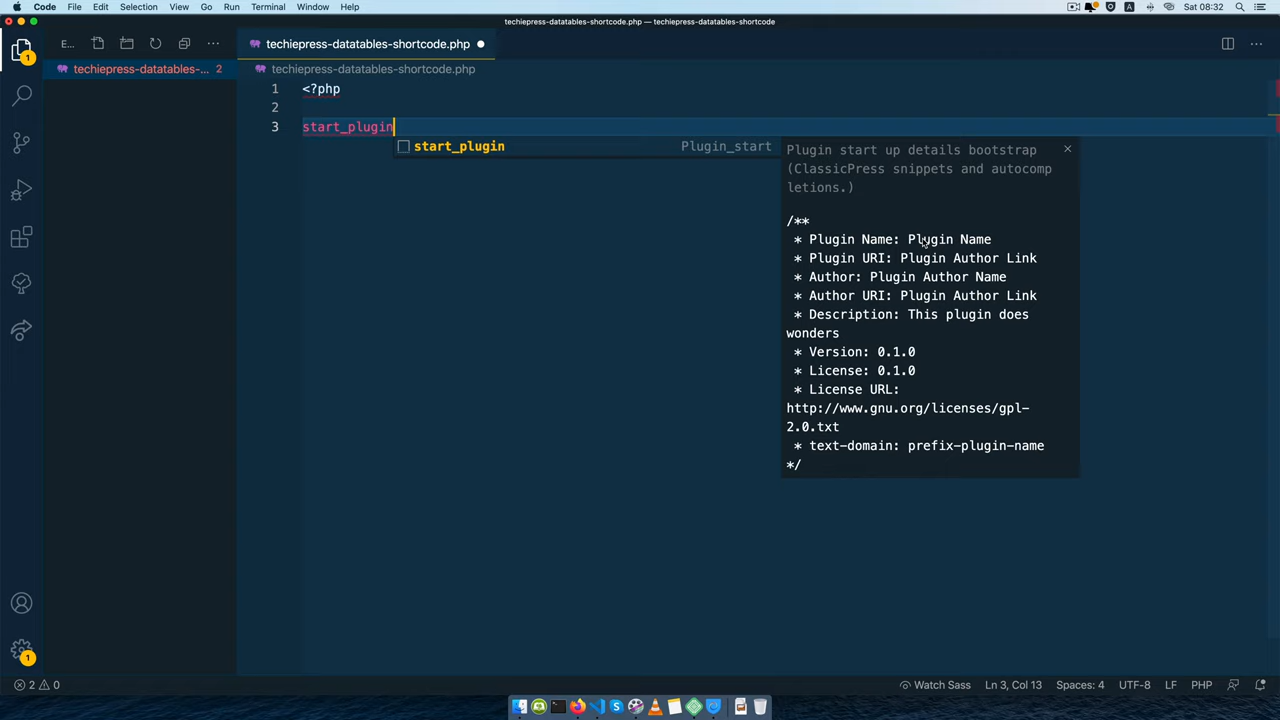 Code File Edit Selection View Go Run Terminal Window Help
A Sat 08:32
techiepress-datatables-shortcode.php — techiepress-datatables-shortcode
1
E... ...
techiepress-datatables-shortcode.php ...
techiepress-datatables-... 2
techiepress-datatables-shortcode.php
1 <?php
2
3 start_plugin
start_plugin Plugin_start
Plugin start up details bootstrap
(ClassicPress snippets and autocomp
letions.)
/**
* Plugin Name: Plugin Name
* Plugin URI: Plugin Author Link
* Author: Plugin Author Name
* Author URI: Plugin Author Link
* Description: This plugin does
wonders
* Version: 0.1.0
* License: 0.1.0
* License URL:
http://www.gnu.org/licenses/gpl-
2.0.txt
* text-domain: prefix-plugin-name
*/
1
2 0 Watch Sass Ln 3, Col 13 Spaces: 4 UTF-8 LF PHP